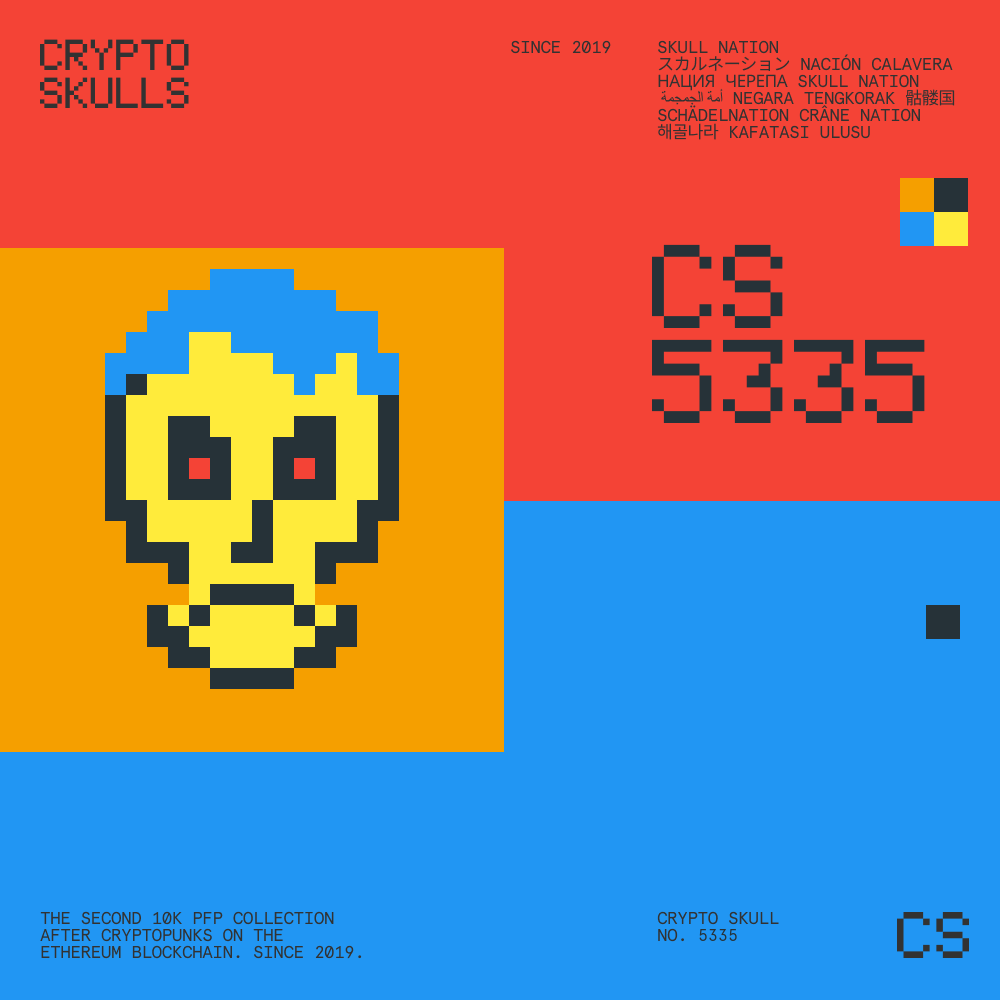 CRYPTO
SKULLS
SINCE 2019
SKULL NATION
スカルネーション NACIÓN CALAVERA
НАЦИЯ ЧЕРЕПА SKULL NATION
أمة الجمجمة NEGARA TENGKORAK 骷髅国
SCHÄDELNATION CRÂNE NATION
해골나라 KAFATASI ULUSU
CS
5335
THE SECOND 10K PFP COLLECTION
AFTER CRYPTOPUNKS ON THE
ETHEREUM BLOCKCHAIN. SINCE 2019.
CRYPTO SKULL
NO. 5335
CS